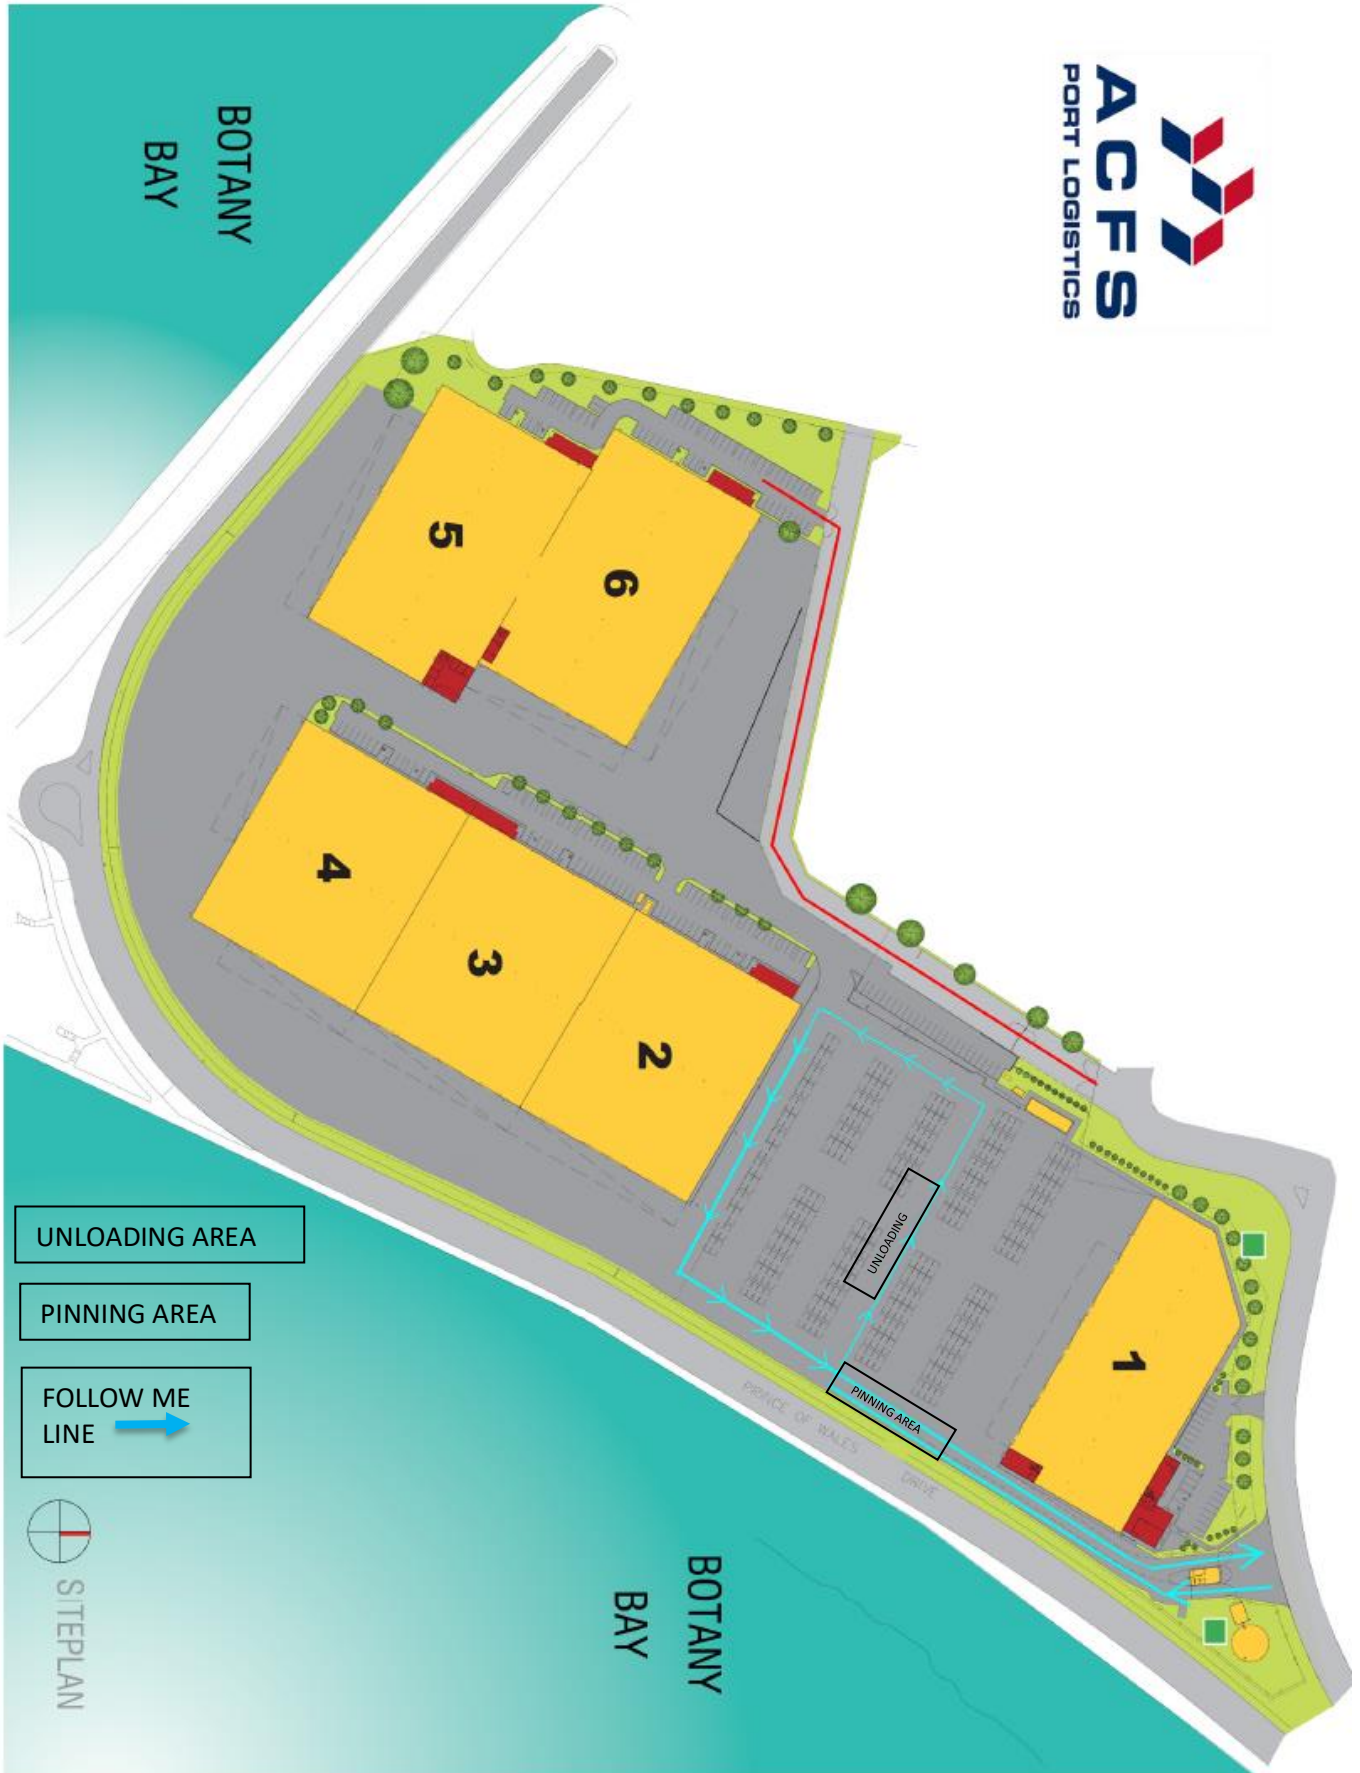 ACFS
PORT LOGISTICS
BOTANY
BAY
5
6
4
3
2
1
UNLOADING
PINNING AREA
PRINCE OF WALES
DRIVE
UNLOADING AREA
PINNING AREA
FOLLOW ME
LINE
BOTANY
BAY
SITEPLAN